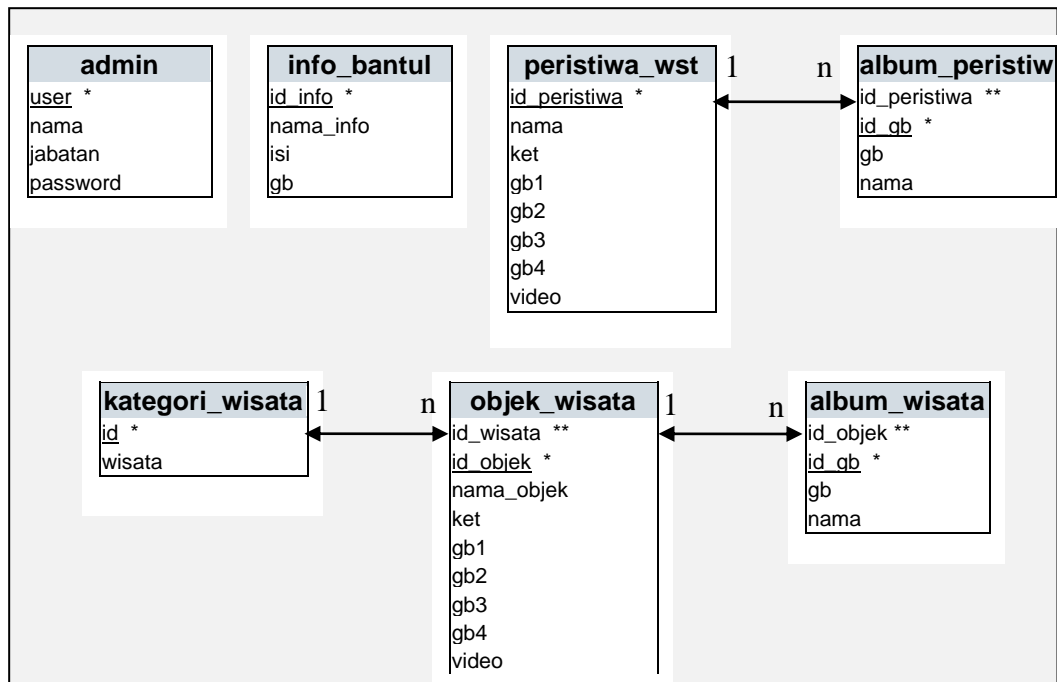 admin
user *
nama
jabatan
password
info_bantul
id_info *
nama_info
isi
gb
peristiwa_wst
id_peristiwa *
nama
ket
gb1
gb2
gb3
gb4
video
1
n
album_peristiw
id_peristiwa **
id_gb *
gb
nama
kategori_wisata
id *
wisata
1
n
objek_wisata
id_wisata **
id_objek *
nama_objek
ket
gb1
gb2
gb3
gb4
video
1
n
album_wisata
id_objek **
id_gb *
gb
nama